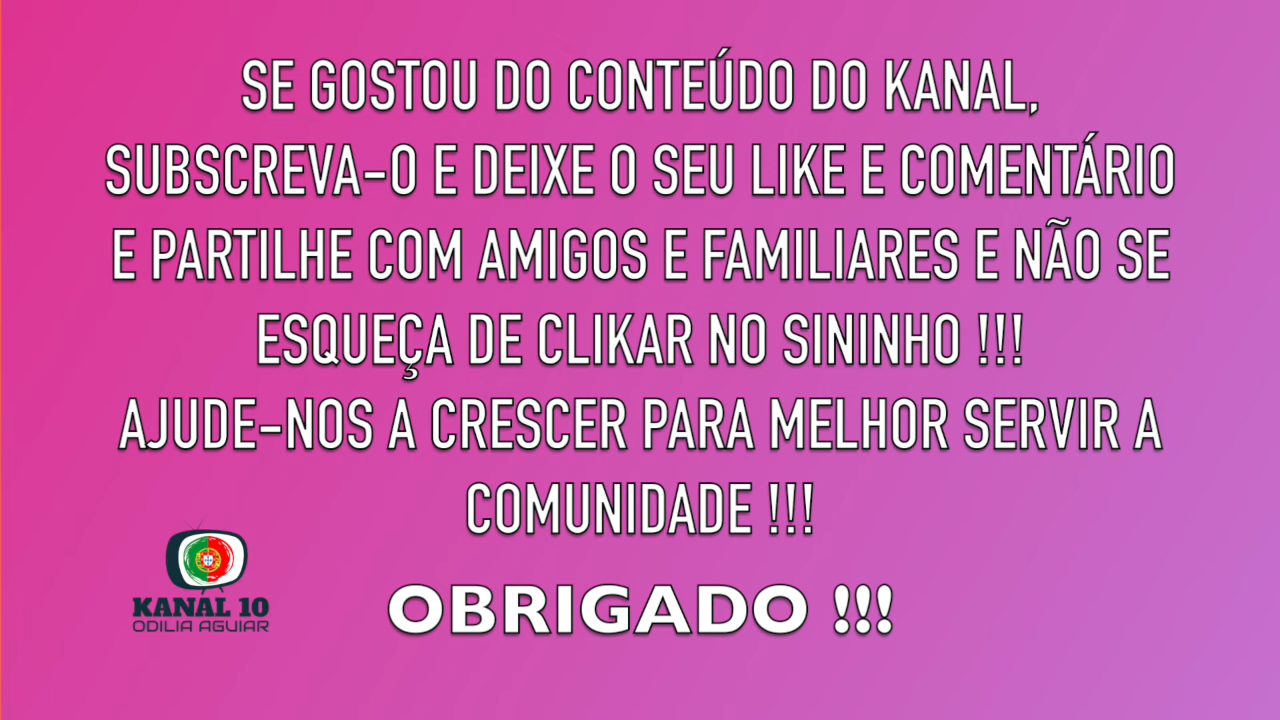 SE GOSTOU DO CONTEÚDO DO KANAL,
SUBSCREVA-O E DEIXE O SEU LIKE E COMENTÁRIO
E PARTILHE COM AMIGOS E FAMILIARES E NÃO SE
ESQUEÇA DE CLIKAR NO SININHO !!!
AJUDE-NOS A CRESCER PARA MELHOR SERVIR A
COMUNIDADE !!!
OBRIGADO !!!
KANAL 10
ODILIA AGUIAR